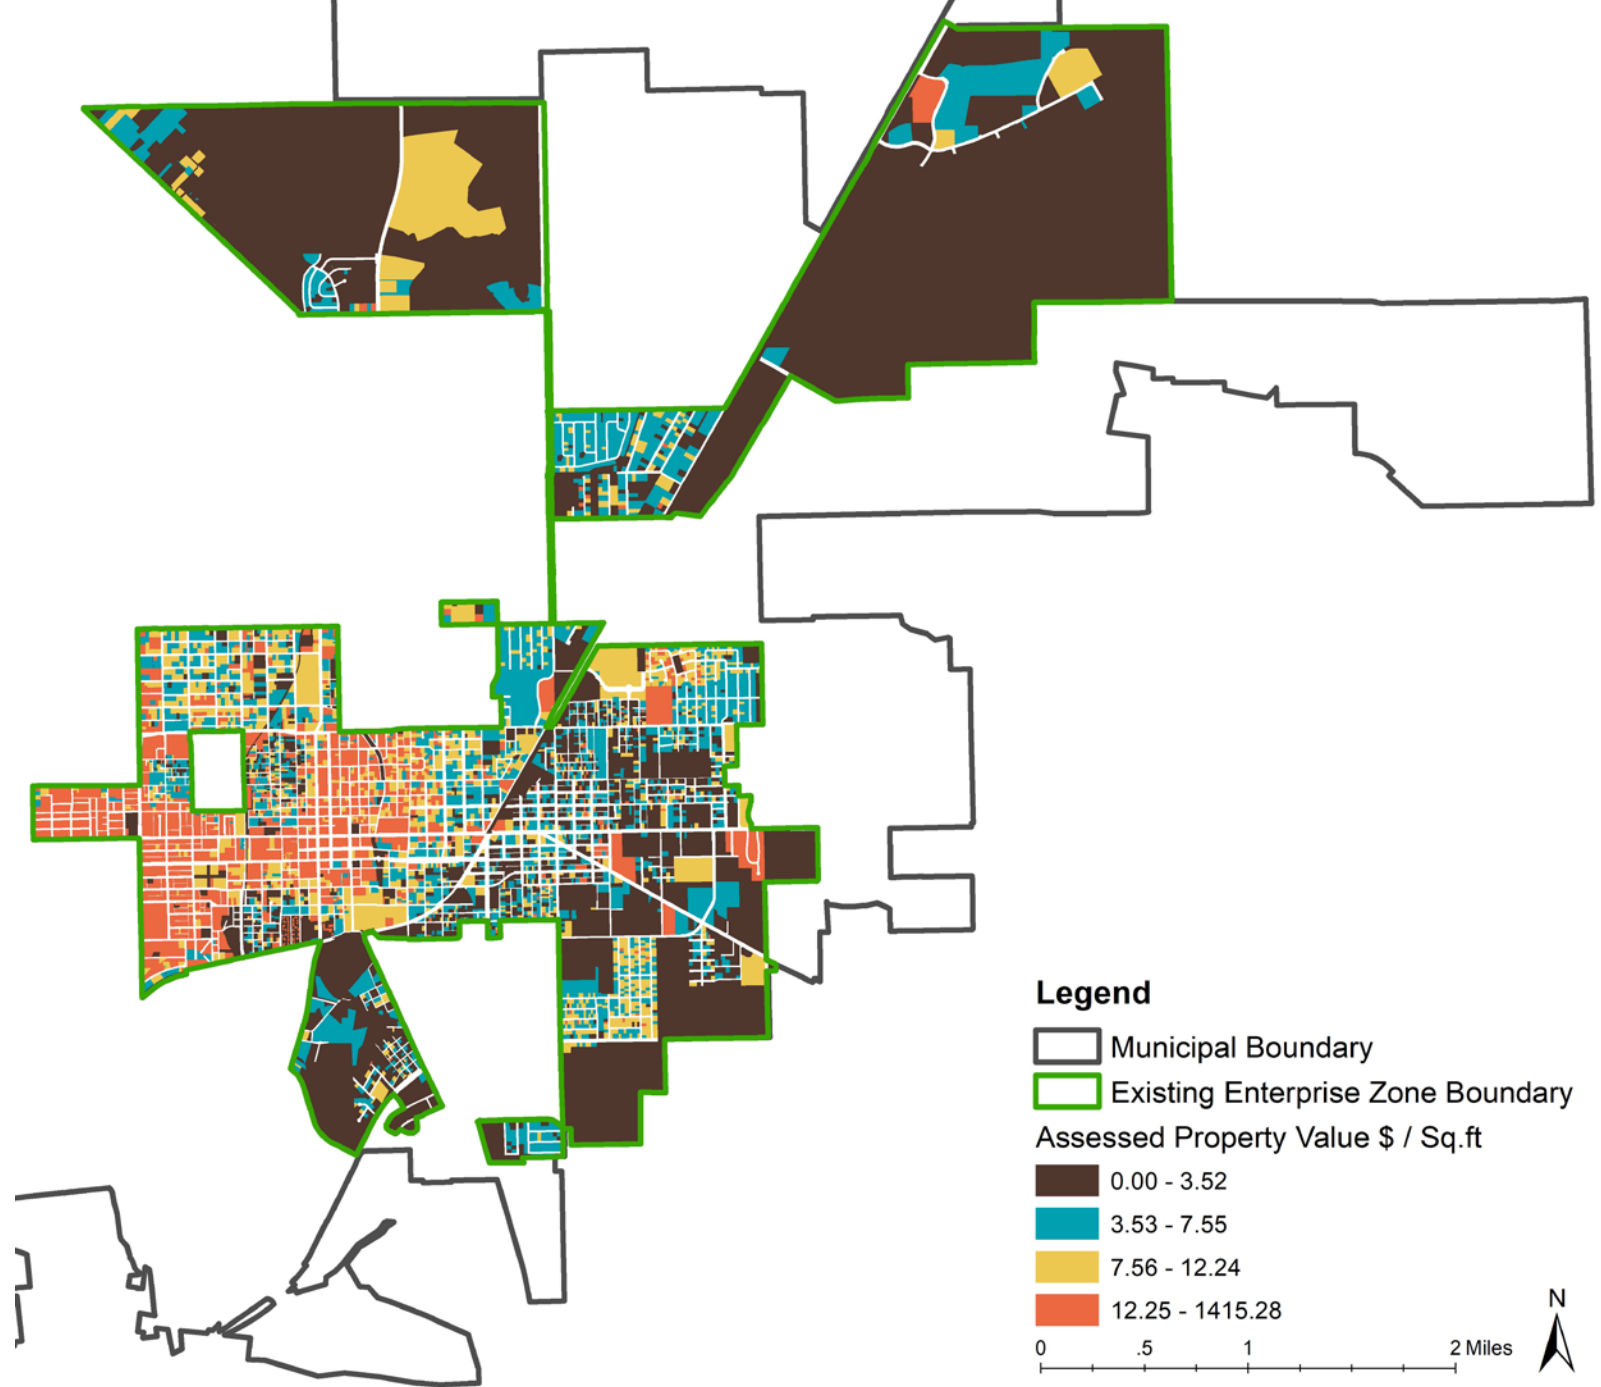 Legend
Municipal Boundary
Existing Enterprise Zone Boundary
Assessed Property Value $ / Sq.ft
0.00 - 3.52
3.53 - 7.55
7.56 - 12.24
12.25 - 1415.28
N
0 .5 1 2 Miles